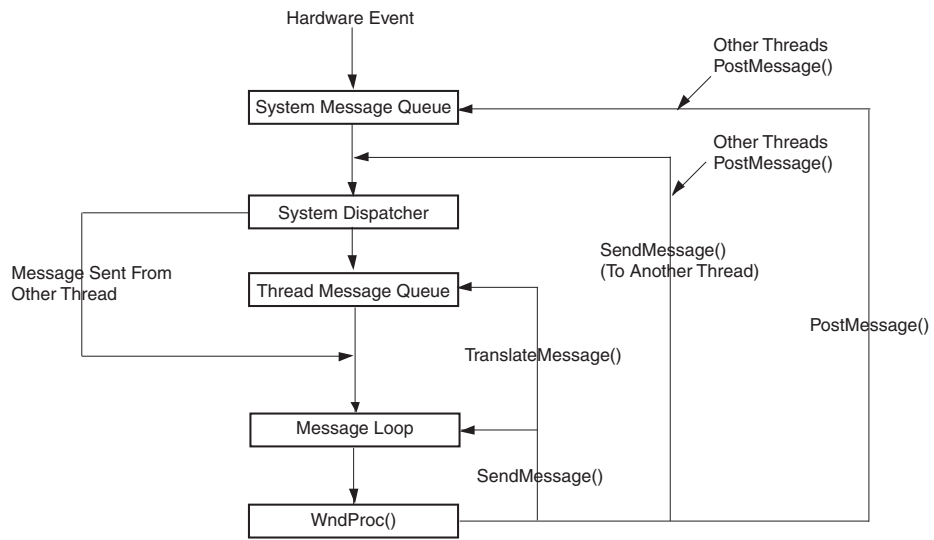 Hardware Event
Other Threads
PostMessage()
System Message Queue
Other Threads
PostMessage()
System Dispatcher
SendMessage()
(To Another Thread)
Message Sent From
Other Thread
Thread Message Queue
PostMessage()
TranslateMessage()
Message Loop
SendMessage()
WndProc()